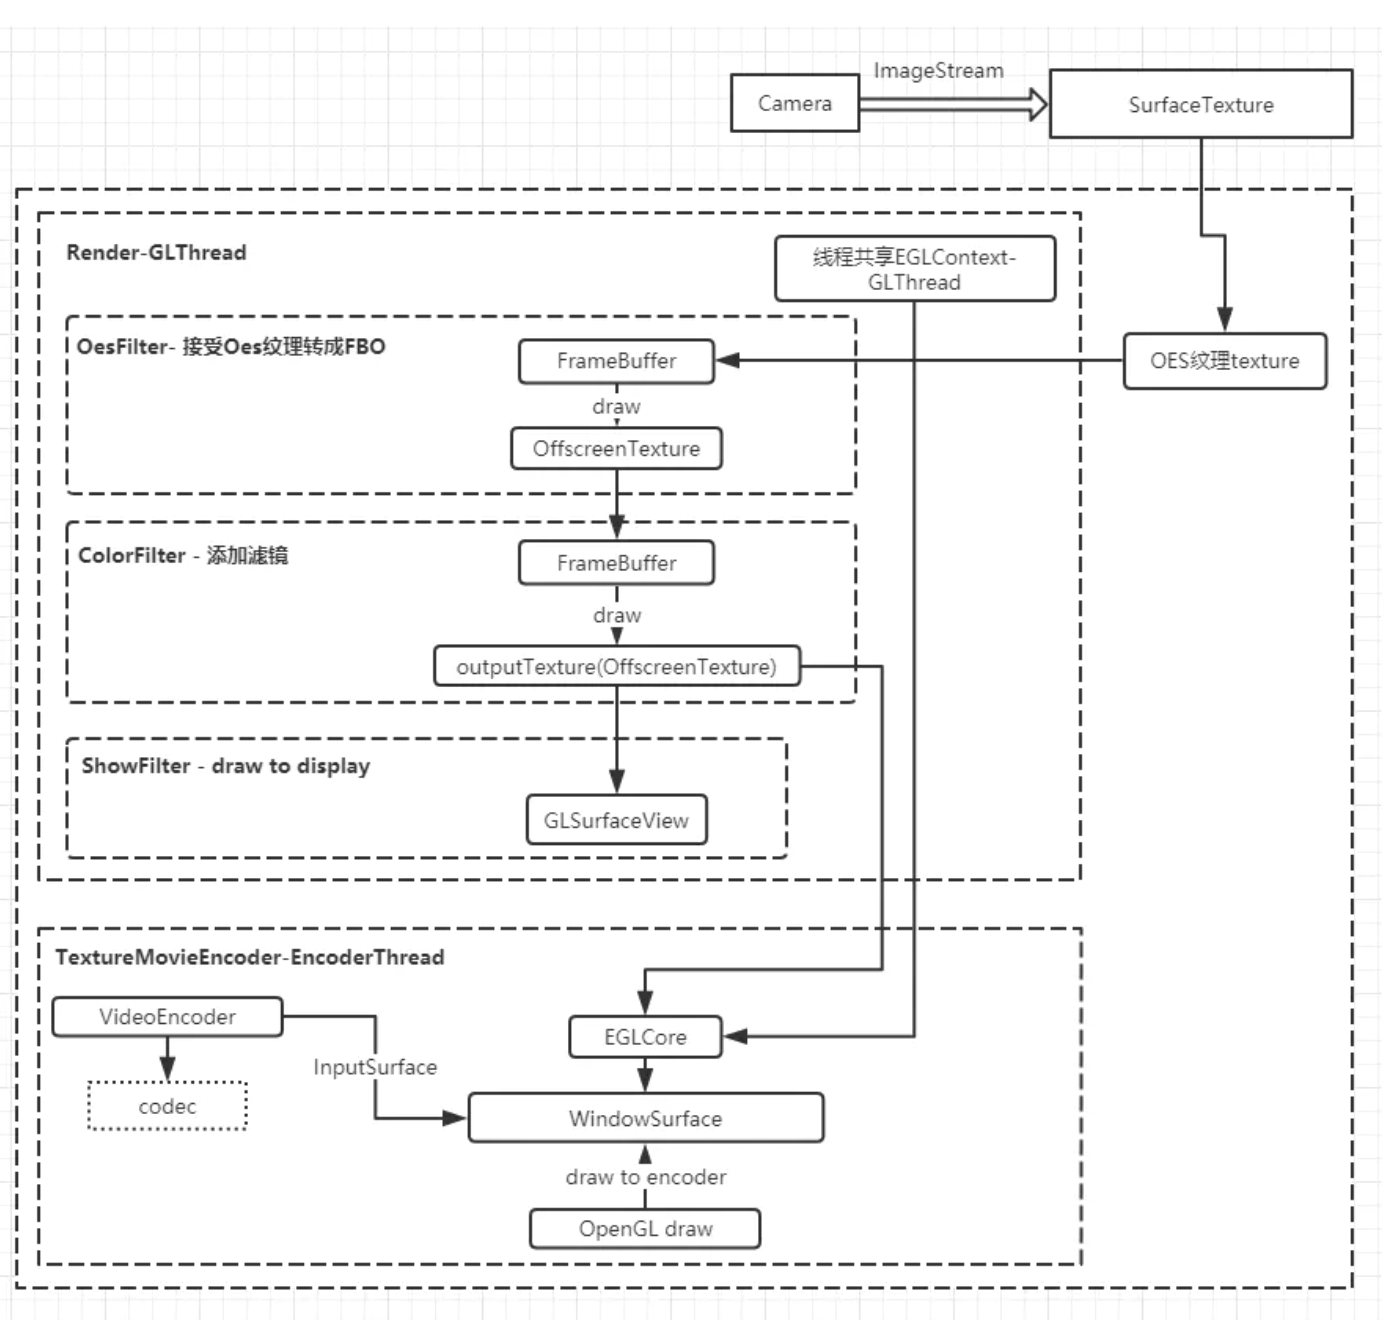 ImageStream
Camera
SurfaceTexture
Render-GLThread
线程共享EGLContext-
GLThread
OesFilter- 接受Oes纹理转成FBO
FrameBuffer
OES纹理texture
draw
OffscreenTexture
ColorFilter - 添加滤镜
FrameBuffer
draw
outputTexture(OffscreenTexture)
ShowFilter - draw to display
GLSurfaceView
TextureMovieEncoder-EncoderThread
VideoEncoder
EGLCore
InputSurface
codec
WindowSurface
draw to encoder
OpenGL draw